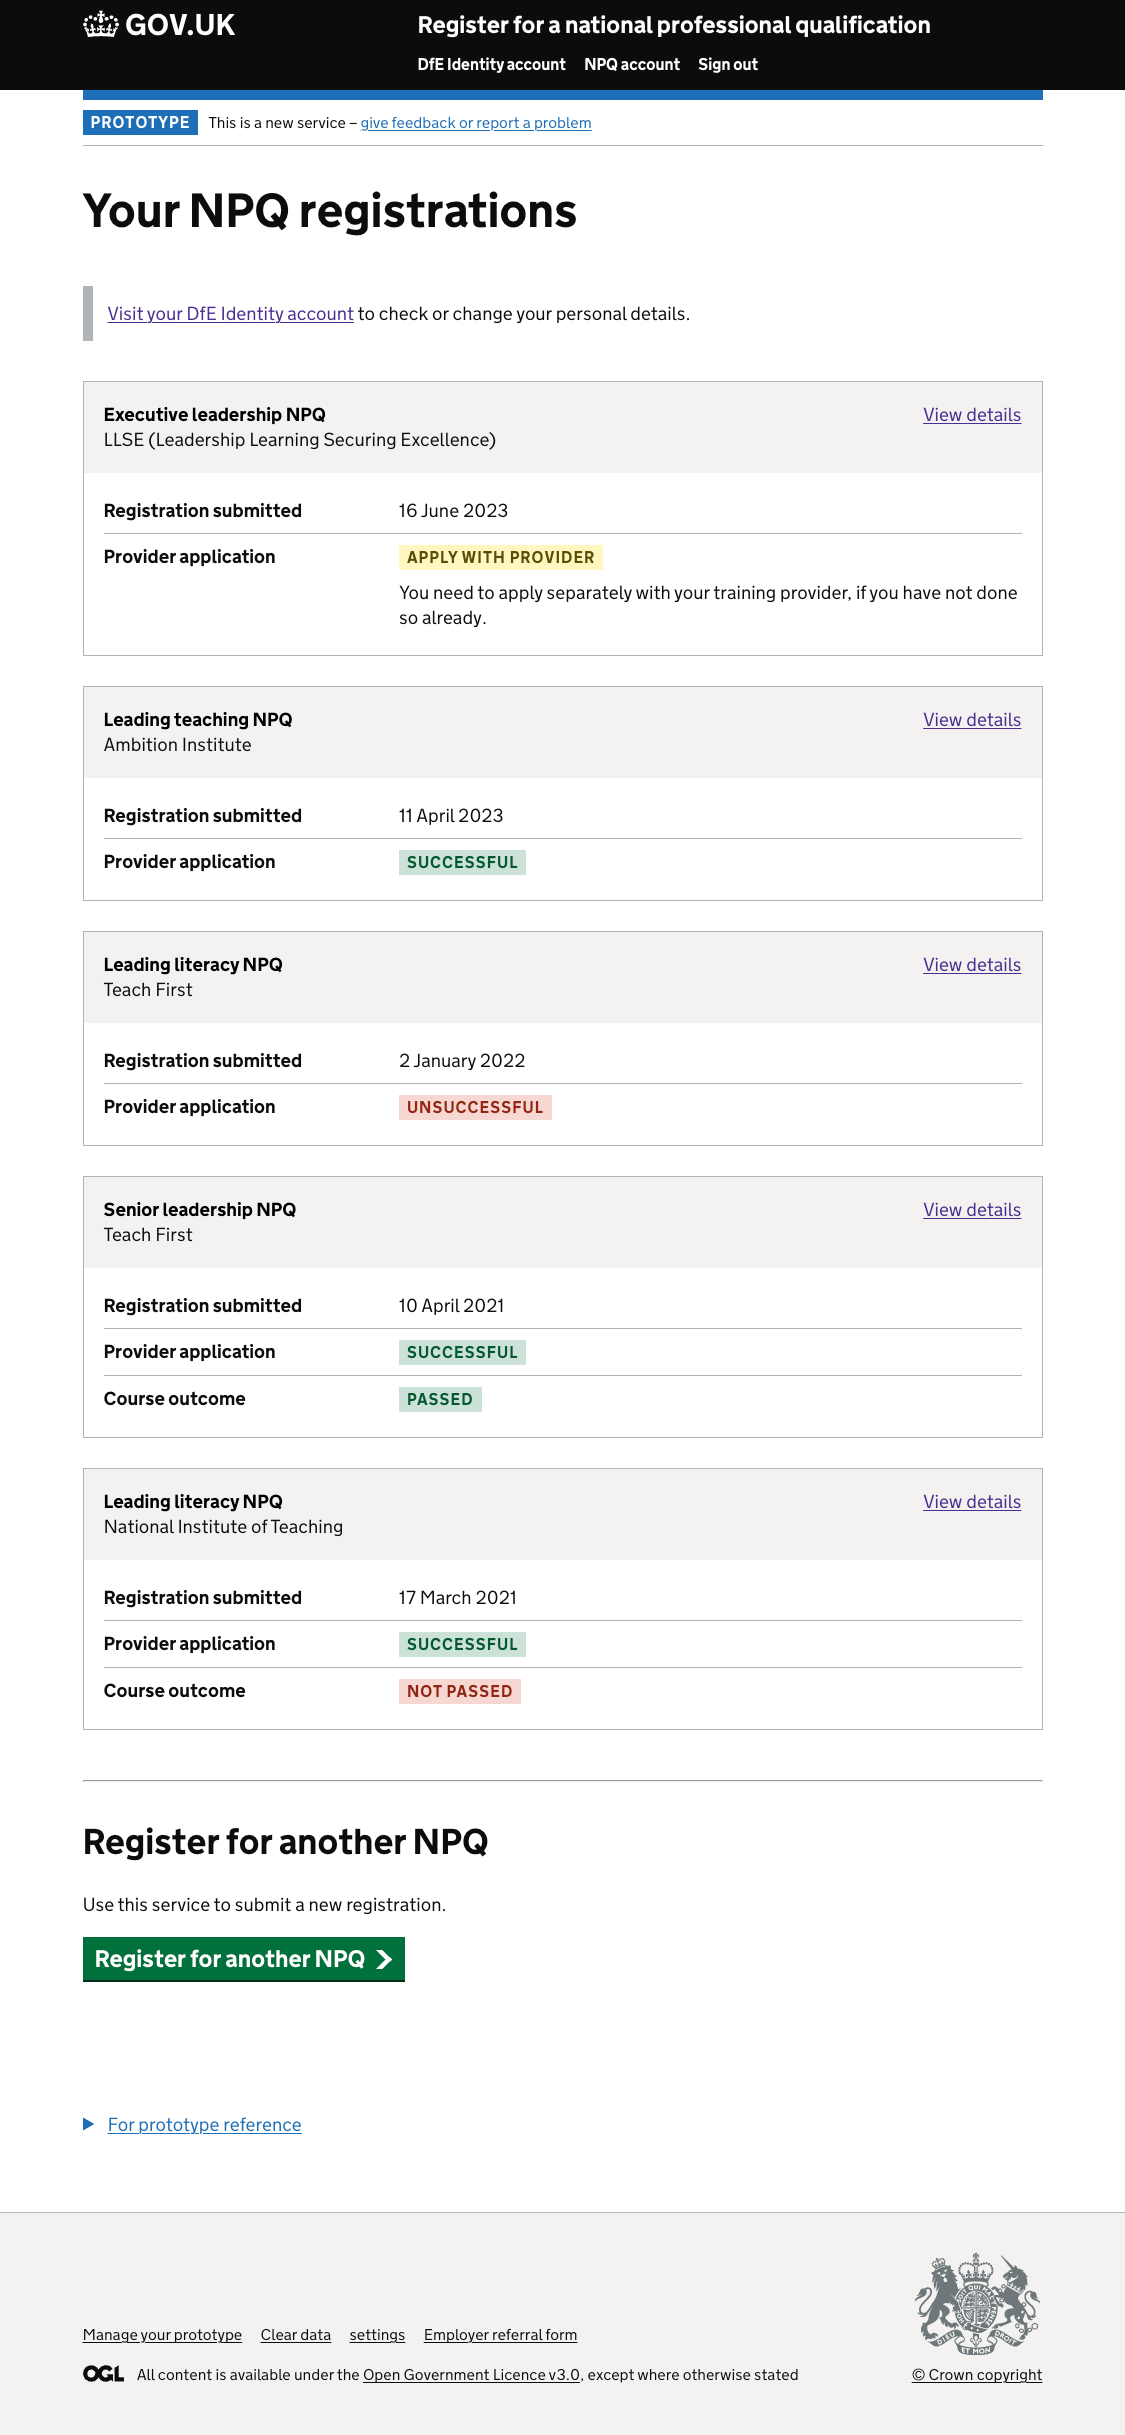 GOV.UK
Register for a national professional qualification
DfE Identity account NPQ account Sign out
PROTOTYPE This is a new service – give feedback or report a problem
Your NPQ registrations
Visit your DfE Identity account to check or change your personal details.
Executive leadership NPQ View details
LLSE (Leadership Learning Securing Excellence)
Registration submitted 16 June 2023
Provider application APPLY WITH PROVIDER
You need to apply separately with your training provider, if you have not done
so already.
Leading teaching NPQ View details
Ambition Institute
Registration submitted 11 April 2023
Provider application SUCCESSFUL
Leading literacy NPQ View details
Teach First
Registration submitted 2 January 2022
Provider application UNSUCCESSFUL
Senior leadership NPQ View details
Teach First
Registration submitted 10 April 2021
Provider application SUCCESSFUL
Course outcome PASSED
Leading literacy NPQ View details
National Institute of Teaching
Registration submitted 17 March 2021
Provider application SUCCESSFUL
Course outcome NOT PASSED
Register for another NPQ
Use this service to submit a new registration.
Register for another NPQ
For prototype reference
Manage your prototype Clear data settings Employer referral form
OGL All content is available under the Open Government Licence v3.0, except where otherwise stated
© Crown copyright